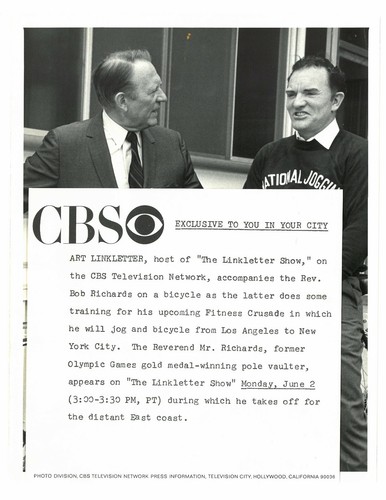 NATIONAL JOGGI
CBS EXCLUSIVE TO YOU IN YOUR CITY
ART LINKLETTER, host of "The Linkletter Show," on
the CBS Television Network, accompanies the Rev.
Bob Richards on a bicycle as the latter does some
training for his upcoming Fitness Crusade in which
he will jog and bicycle from Los Angeles to New
York City. The Reverend Mr. Richards, former
Olympic Games gold medal-winning pole vaulter,
appears on "The Linkletter Show" Monday, June 2
(3:00-3:30 PM, PT) during which he takes off for
the distant East coast.
PHOTO DIVISION, CBS TELEVISION NETWORK PRESS INFORMATION, TELEVISION CITY, HOLLYWOOD, CALIFORNIA 90036